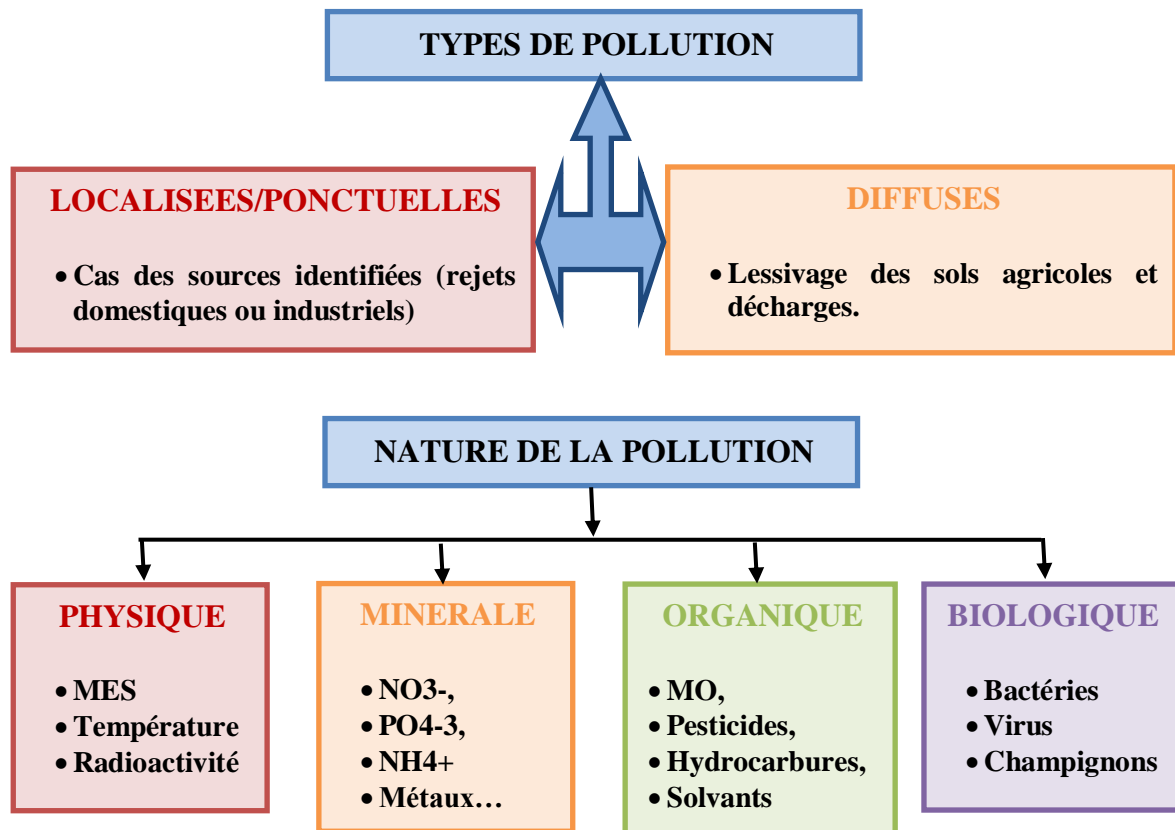 TYPES DE POLLUTION
LOCALISEES/PONCTUELLES
• Cas des sources identifiées (rejets
domestiques ou industriels)
DIFFUSES
• Lessivage des sols agricoles et
décharges.
NATURE DE LA POLLUTION
PHYSIQUE
• MES
• Température
• Radioactivité
MINERALE
• NO3-,
• PO4-3,
• NH4+
• Métaux…
ORGANIQUE
• MO,
• Pesticides,
• Hydrocarbures,
• Solvants
BIOLOGIQUE
• Bactéries
• Virus
• Champignons